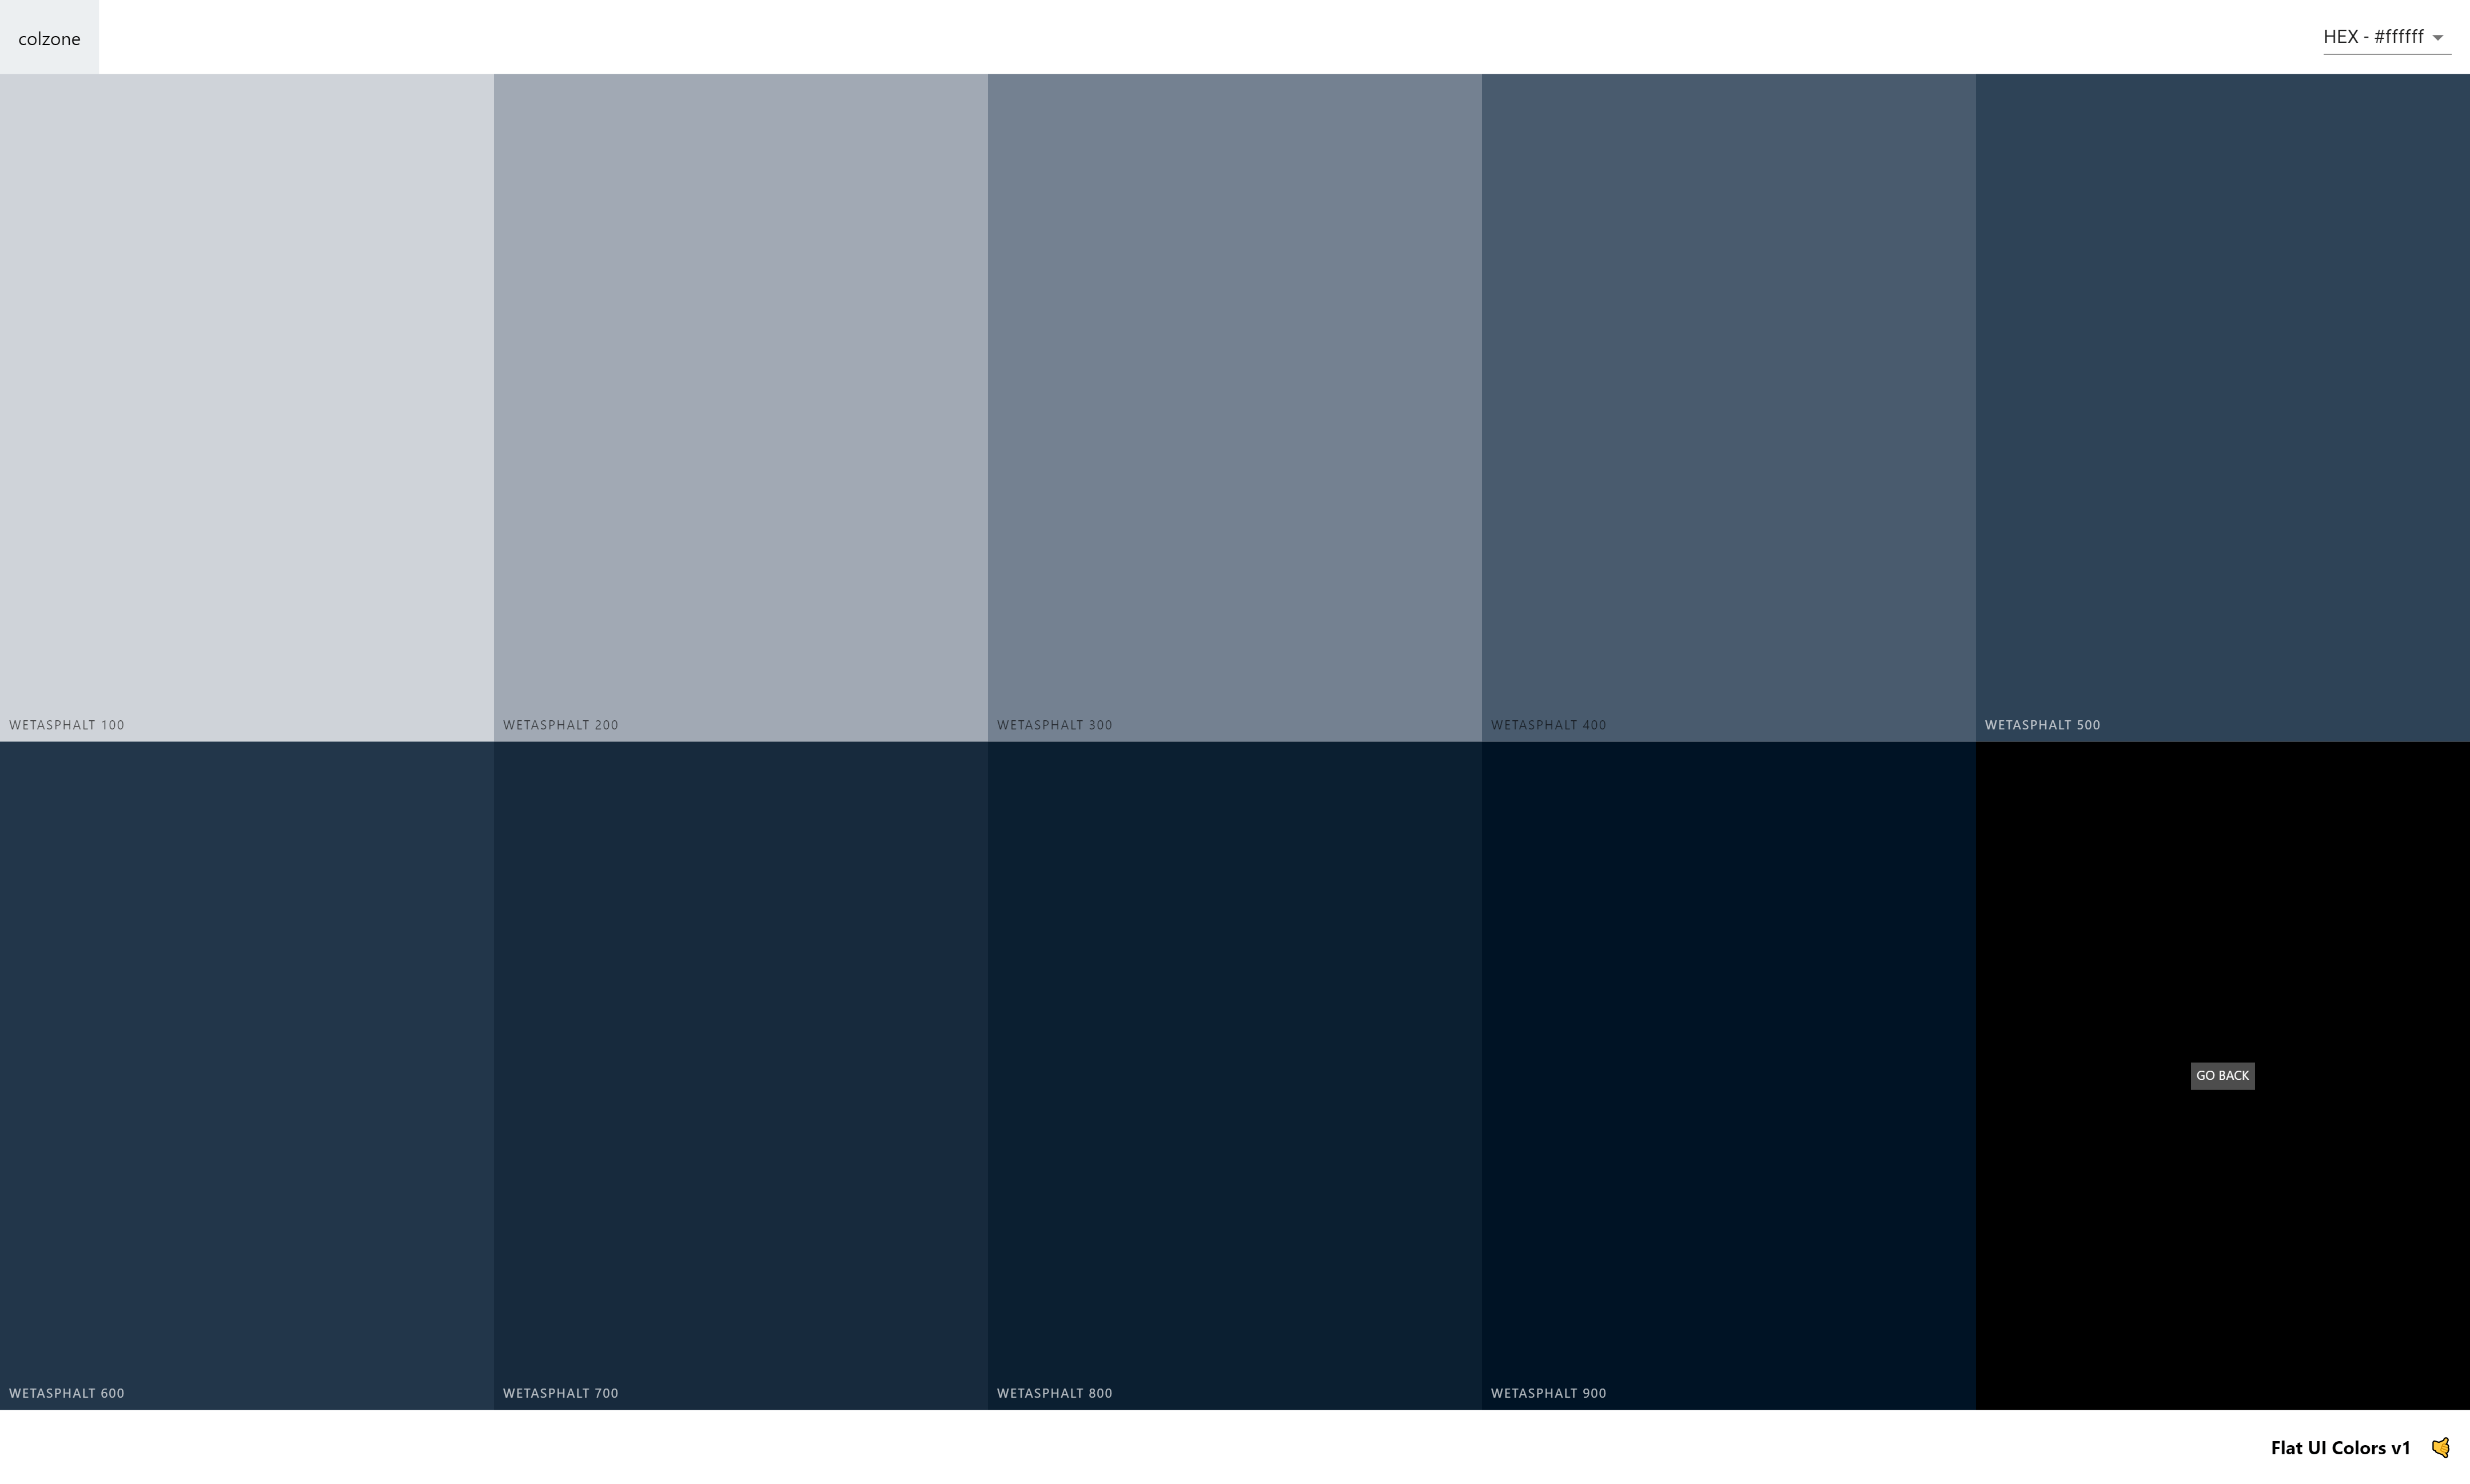 colzone
HEX - #ffffff
WETASPHALT 100
WETASPHALT 200
WETASPHALT 300
WETASPHALT 400
WETASPHALT 500
WETASPHALT 600
WETASPHALT 700
WETASPHALT 800
WETASPHALT 900
GO BACK
Flat UI Colors v1